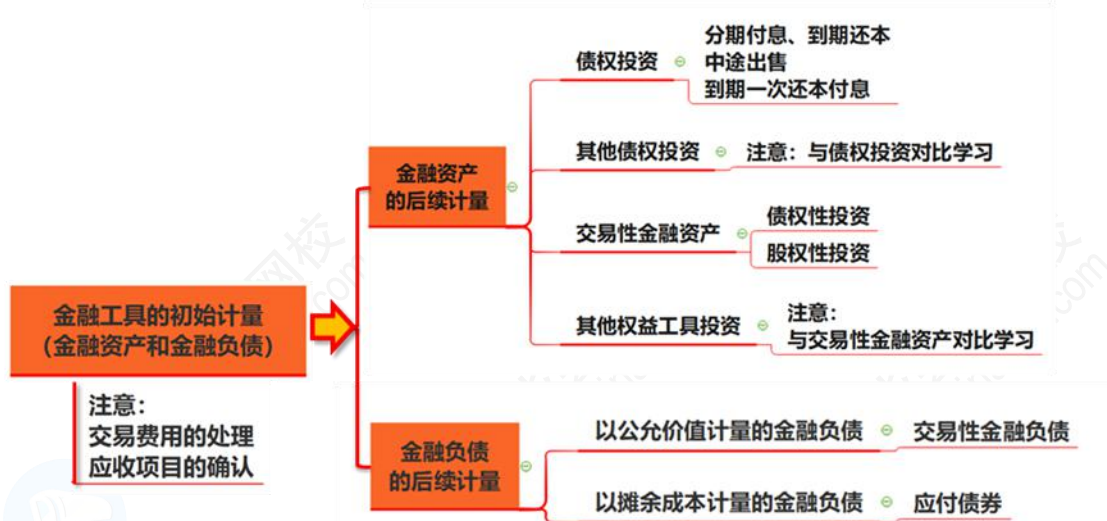 金融工具的初始计量
（金融资产和金融负债）
注意：
交易费用的处理
应收项目的确认
金融资产
的后续计量
债权投资
分期付息、到期还本
中途出售
到期一次还本付息
其他债权投资
注意：与债权投资对比学习
交易性金融资产
债权性投资
股权性投资
其他权益工具投资
注意：
与交易性金融资产对比学习
金融负债
的后续计量
以公允价值计量的金融负债
交易性金融负债
以摊余成本计量的金融负债
应付债券
网校
.com